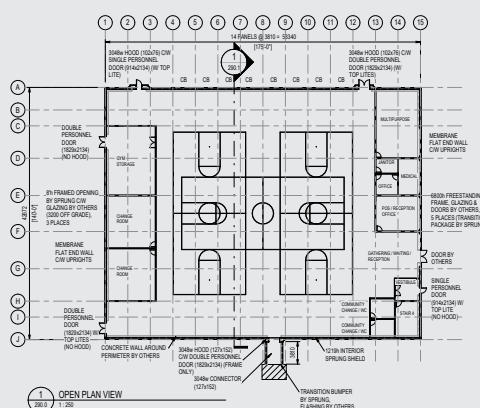 1 2 3 4 5 6 7 8 9 10 11 12 13 14 15
14 PANELS @ 3810 = 53340
[175'-0"]
3048w HOOD (102x76) C/W
SINGLE PERSONNEL
DOOR (914x2134) (W/ TOP
LITE)
1
290.1
3048w HOOD (102x76) C/W
DOUBLE PERSONNEL
DOOR (1829x2134) (W/
TOP LITES)
CB CB CB CB CB CB CB CB
A
B
C
D
E
F
G
H
I
J
42672
[140'-0"]
DOUBLE
PERSONNEL
DOOR
(1829x2134)
(NO HOOD)
GYM
STORAGE
MULTIPURPOSE
MEMBRANE
FLAT END WALL
C/W UPRIGHTS
JANITOR
OFFICE
MEDICAL
8h FRAMED OPENING
BY SPRUNG C/W
GLAZING BY OTHERS
(3200 OFF GRADE),
3 PLACES
CHANGE
ROOM
POS / RECEPTION
OFFICE
FRAME, GLAZING &
DOORS BY OTHERS,
PACKAGE BY SPRUNG
MEMBRANE
FLAT END WALL
C/W UPRIGHTS
GATHERING / WAITING /
RECEPTION
DOOR BY
OTHERS
CHANGE
ROOM
VESTIBULE
SINGLE
PERSONNEL
DOOR
(914x2134) W/
TOP LITE
(NO HOOD)
COMMUNITY
CHANGE / WC
STAIR 4
COMMUNITY
CHANGE / WC
DOUBLE
PERSONNEL
DOOR
(1829x2134) W/
TOP LITES
(NO HOOD)
CONCRETE WALL AROUND
PERIMETER BY OTHERS
3048w HOOD (127x152)
C/W DOUBLE PERSONNEL
DOOR (1829x2134) (FRAME
ONLY)
3048w CONNECTOR
(127x152)
3810
1219h INTERIOR
SPRUNG SHIELD
TRANSITION BUMPER
BY SPRUNG,
FLASHING BY OTHERS
1
290.0
OPEN PLAN VIEW
1 : 250